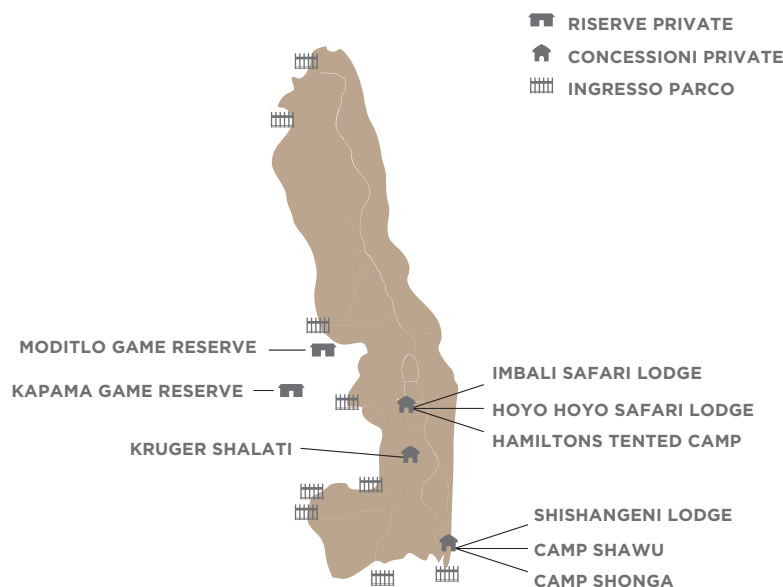 RISERVE PRIVATE
CONCESSIONI PRIVATE
INGRESSO PARCO
MODITLO GAME RESERVE
KAPAMA GAME RESERVE
IMBALI SAFARI LODGE
HOYO HOYO SAFARI LODGE
HAMILTONS TENTED CAMP
KRUGER SHALATI
SHISHANGENI LODGE
CAMP SHAWU
CAMP SHONGA